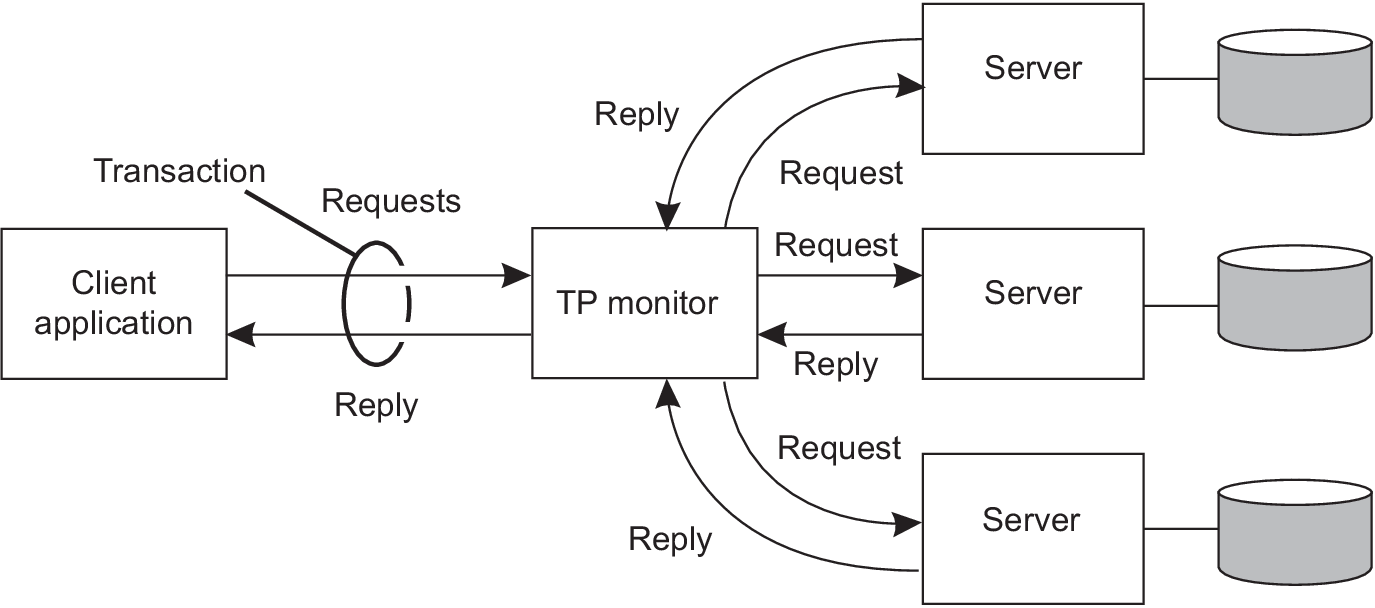 Transaction
Requests
Client
application
Reply
TP monitor
Reply
Request
Request
Reply
Request
Reply
Server
Server
Server